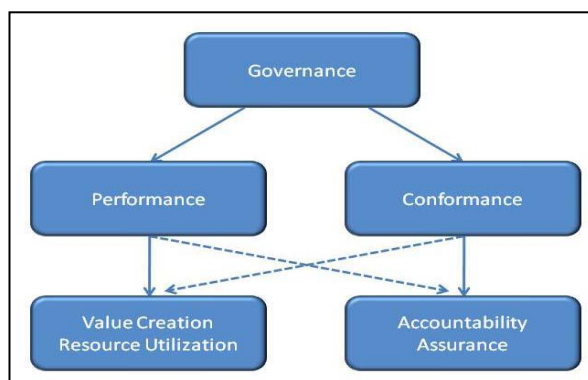 Governance
Performance
Conformance
Value Creation
Resource Utilization
Accountability
Assurance